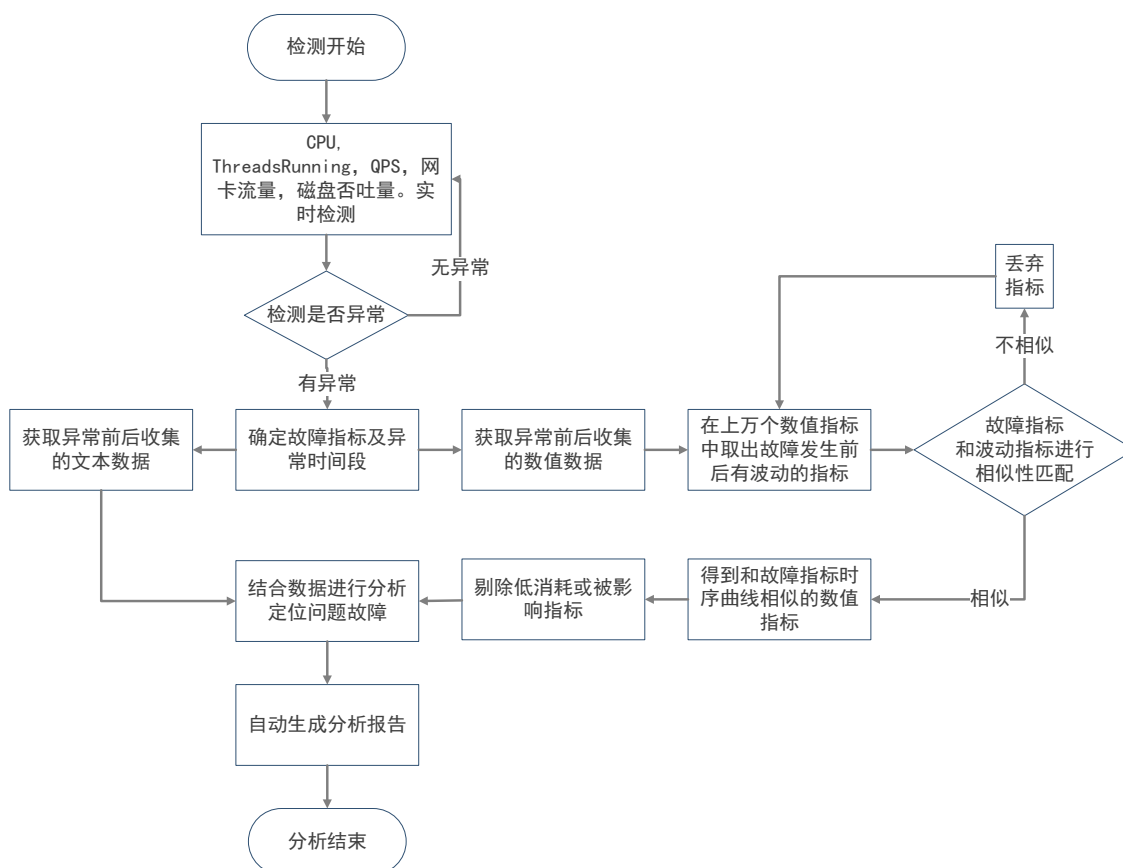 检测开始
CPU,
ThreadsRunning，QPS，网
卡流量，磁盘否吐量。实
时检测
无异常
检测是否异常
有异常
丢弃
指标
不相似
获取异常前后收集
的文本数据
确定故障指标及异
常时间段
获取异常前后收集
的数值数据
在上万个数值指标
中取出故障发生前
后有波动的指标
故障指标
和波动指标进行
相似性匹配
相似
得到和故障指标时
序曲线相似的数值
指标
剔除低消耗或被影
响指标
结合数据进行分析
定位问题故障
自动生成分析报告
分析结束